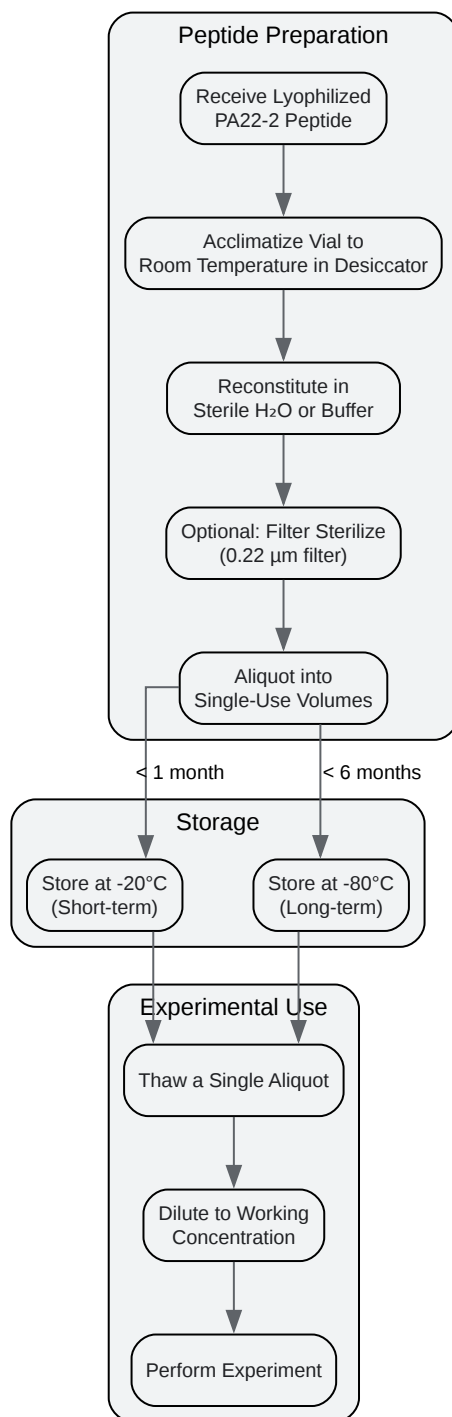 Peptide Preparation
Receive Lyophilized
PA22-2 Peptide
Acclimatize Vial to
Room Temperature in Desiccator
Reconstitute in
Sterile H₂O or Buffer
Optional: Filter Sterilize
(0.22 µm filter)
Aliquot into
Single-Use Volumes
< 1 month
< 6 months
Storage
Store at -20°C
(Short-term)
Store at -80°C
(Long-term)
Experimental Use
Thaw a Single Aliquot
Dilute to Working
Concentration
Perform Experiment